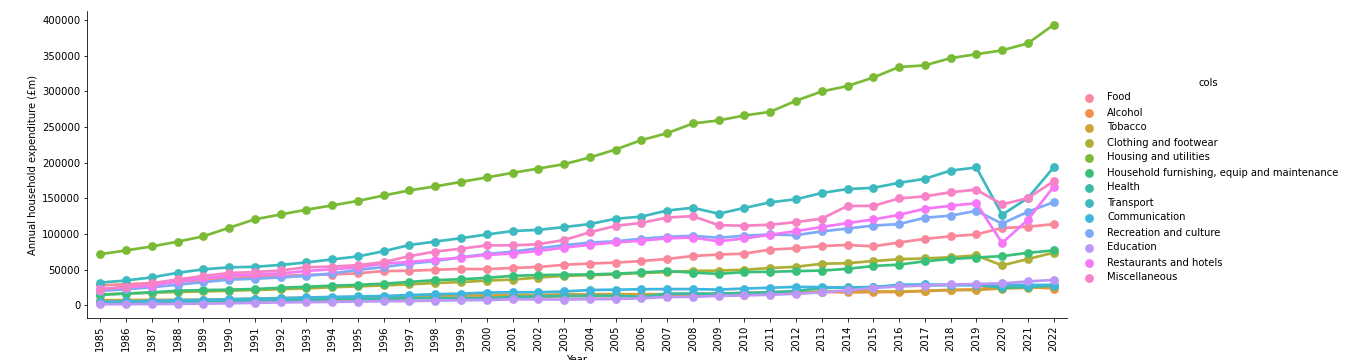 400000
350000
300000
250000
200000
150000
100000
50000
0
Annual household expenditure (£m)
1985
1986
1987
1988
1989
1990
1991
1992
1993
1994
1995
1996
1997
1998
1999
2000
2001
2002
2003
2004
2005
2006
2007
2008
2009
2010
2011
2012
2013
2014
2015
2016
2017
2018
2019
2020
2021
2022
Year
cols
Food
Alcohol
Tobacco
Clothing and footwear
Housing and utilities
Household furnishing, equip and maintenance
Health
Transport
Communication
Recreation and culture
Education
Restaurants and hotels
Miscellaneous